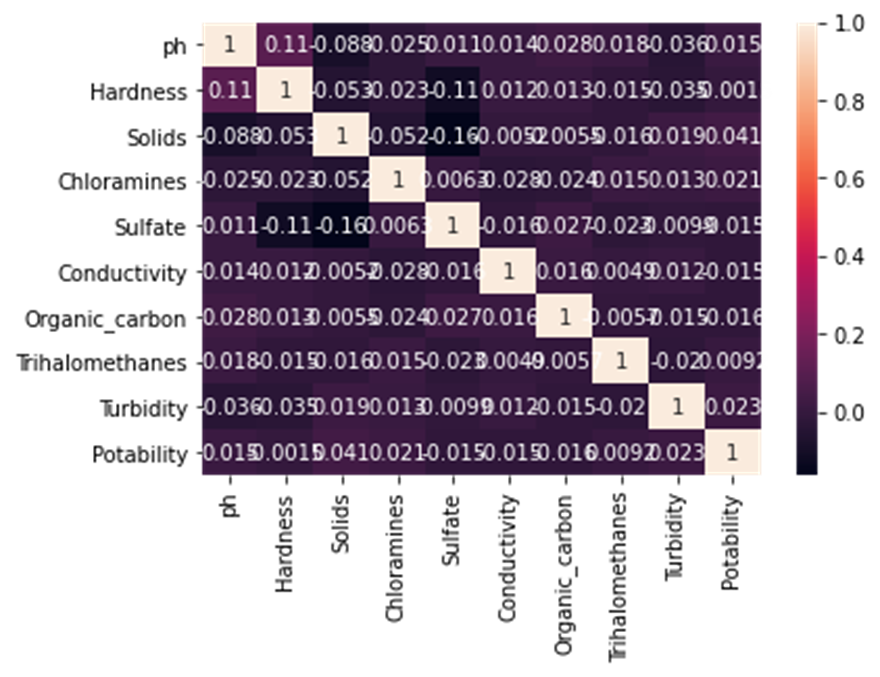 ph 1 0.11 -0.088 -0.025 0.011 0.014 0.028 0.018 -0.036 0.015
Hardness 0.11 1 -0.053 -0.023 -0.11 0.012 0.013 -0.015 -0.035 -0.001
Solids -0.088 -0.053 1 -0.052 -0.16 -0.0052 -0.0055 -0.016 0.019 0.041
Chloramines -0.025 -0.023 -0.052 1 0.0063 -0.028 -0.024 0.015 0.013 0.021
Sulfate 0.011 -0.11 -0.16 0.0063 1 -0.016 0.027 -0.023 -0.0099 -0.015
Conductivity 0.014 0.012 -0.0052 -0.028 -0.016 1 0.016 0.0049 0.012 -0.015
Organic_carbon 0.028 0.013 -0.0055 -0.024 0.027 0.016 1 -0.0057 -0.015 -0.016
Trihalomethanes 0.018 -0.015 -0.016 0.015 -0.023 0.0049 -0.0057 1 -0.02 0.0092
Turbidity -0.036 -0.035 0.019 0.013 -0.0099 0.012 -0.015 -0.02 1 0.023
Potability 0.015 -0.0015 0.041 0.021 -0.015 -0.015 -0.016 0.0092 0.023 1
ph
Hardness
Solids
Chloramines
Sulfate
Conductivity
Organic_carbon
Trihalomethanes
Turbidity
Potability
1.0
0.8
0.6
0.4
0.2
0.0